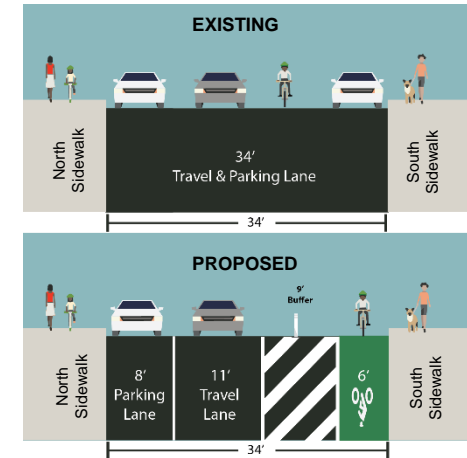 EXISTING
North
Sidewalk
34'
Travel & Parking Lane
South
Sidewalk
34'
PROPOSED
9'
Buffer
North
Sidewalk
8'
Parking
Lane
11'
Travel
Lane
6'
South
Sidewalk
34'